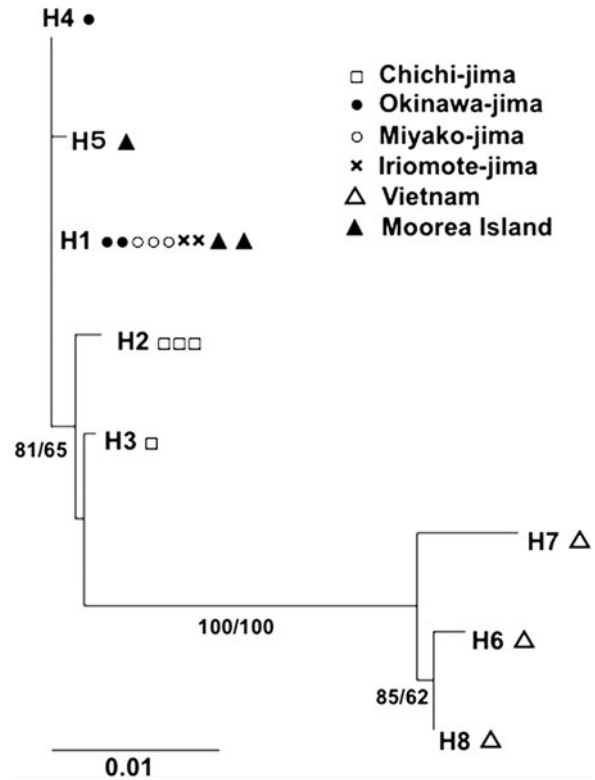 H4 ●
□ Chichi-jima
● Okinawa-jima
○ Miyako-jima
× Iriomote-jima
△ Vietnam
▲ Moorea Island
H5 ▲
H1 ●●○○○××▲▲
H2 □□□
H3 □
81/65
H7 △
100/100
H6 △
85/62
H8 △
0.01